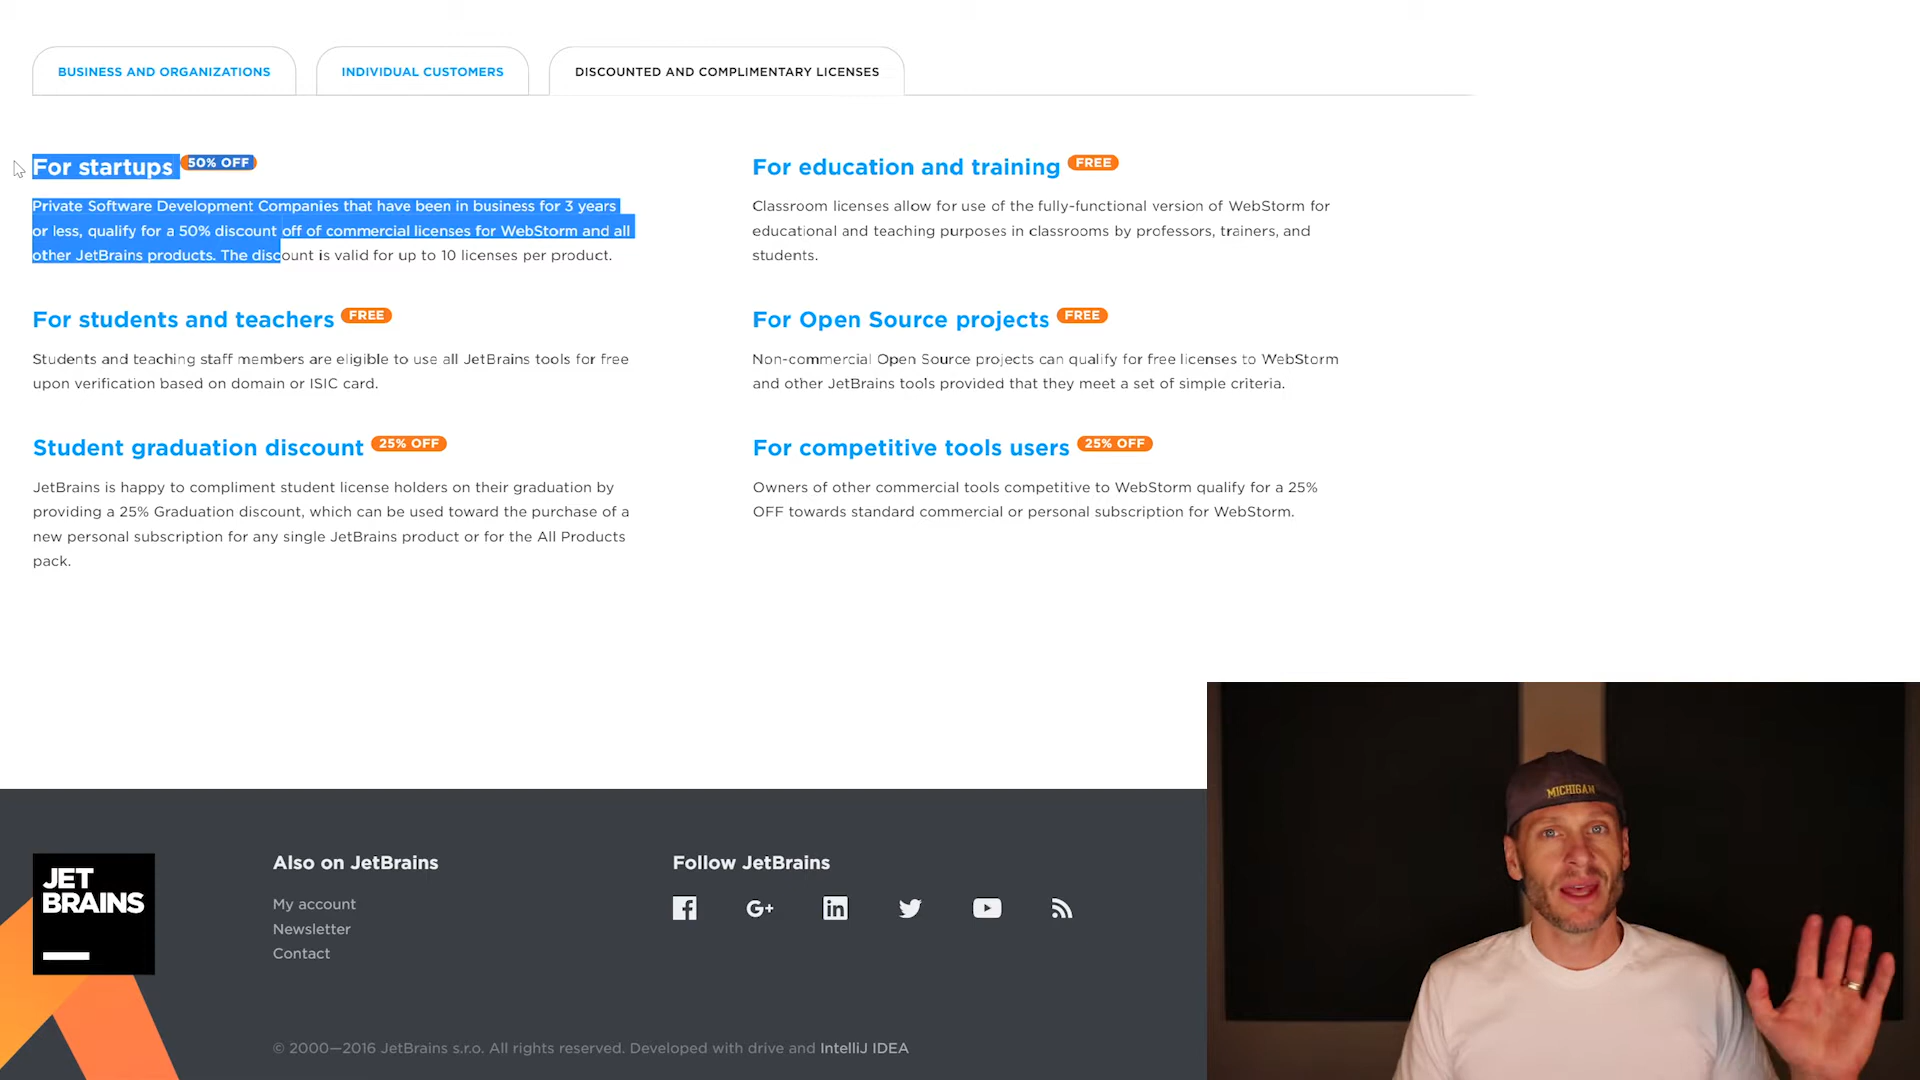 BUSINESS AND ORGANIZATIONS
INDIVIDUAL CUSTOMERS
DISCOUNTED AND COMPLIMENTARY LICENSES
For startups 50% OFF
Private Software Development Companies that have been in business for 3 years
or less, qualify for a 50% discount off of commercial licenses for WebStorm and all
other JetBrains products. The discount is valid for up to 10 licenses per product.
For education and training FREE
Classroom licenses allow for use of the fully-functional version of WebStorm for
educational and teaching purposes in classrooms by professors, trainers, and
students.
For students and teachers FREE
Students and teaching staff members are eligible to use all JetBrains tools for free
upon verification based on domain or ISIC card.
For Open Source projects FREE
Non-commercial Open Source projects can qualify for free licenses to WebStorm
and other JetBrains tools provided that they meet a set of simple criteria.
Student graduation discount 25% OFF
JetBrains is happy to compliment student license holders on their graduation by
providing a 25% Graduation discount, which can be used toward the purchase of a
new personal subscription for any single JetBrains product or for the All Products
pack.
For competitive tools users 25% OFF
Owners of other commercial tools competitive to WebStorm qualify for a 25%
OFF towards standard commercial or personal subscription for WebStorm.
JET
BRAINS
Also on JetBrains
My account
Newsletter
Contact
Follow JetBrains
G+
in
© 2000—2016 JetBrains s.r.o. All rights reserved. Developed with drive and IntelliJ IDEA
MICHIGAN